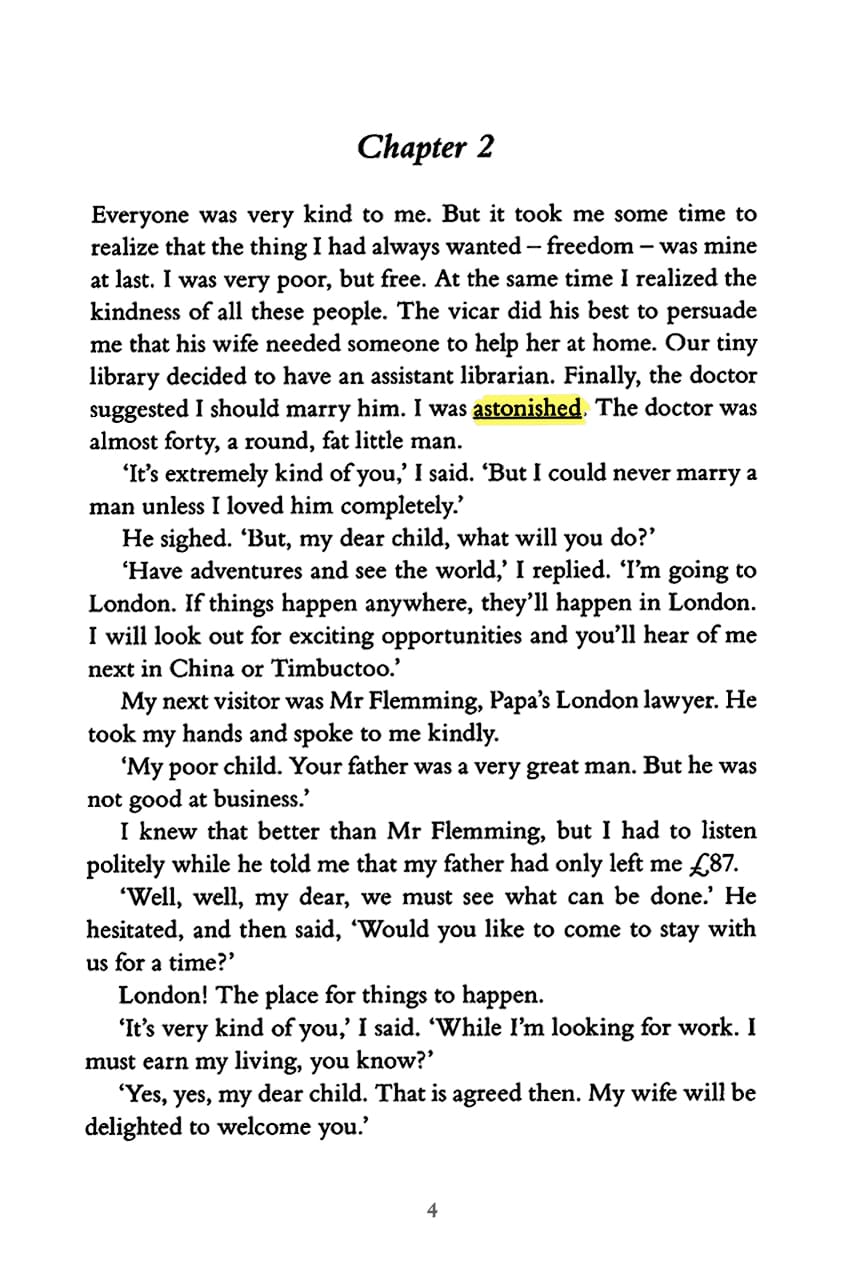 Chapter 2
Everyone was very kind to me. But it took me some time to
realize that the thing I had always wanted – freedom – was mine
at last. I was very poor, but free. At the same time I realized the
kindness of all these people. The vicar did his best to persuade
me that his wife needed someone to help her at home. Our tiny
library decided to have an assistant librarian. Finally, the doctor
suggested I should marry him. I was astonished. The doctor was
almost forty, a round, fat little man.
‘It’s extremely kind of you,’ I said. ‘But I could never marry a
man unless I loved him completely.’
He sighed. ‘But, my dear child, what will you do?’
‘Have adventures and see the world,’ I replied. ‘I’m going to
London. If things happen anywhere, they’ll happen in London.
I will look out for exciting opportunities and you’ll hear of me
next in China or Timbuctoo.’
My next visitor was Mr Flemming, Papa’s London lawyer. He
took my hands and spoke to me kindly.
‘My poor child. Your father was a very great man. But he was
not good at business.’
I knew that better than Mr Flemming, but I had to listen
politely while he told me that my father had only left me £87.
‘Well, well, my dear, we must see what can be done.’ He
hesitated, and then said, ‘Would you like to come to stay with
us for a time?’
London! The place for things to happen.
‘It’s very kind of you,’ I said. ‘While I’m looking for work. I
must earn my living, you know?’
‘Yes, yes, my dear child. That is agreed then. My wife will be
delighted to welcome you.’
4